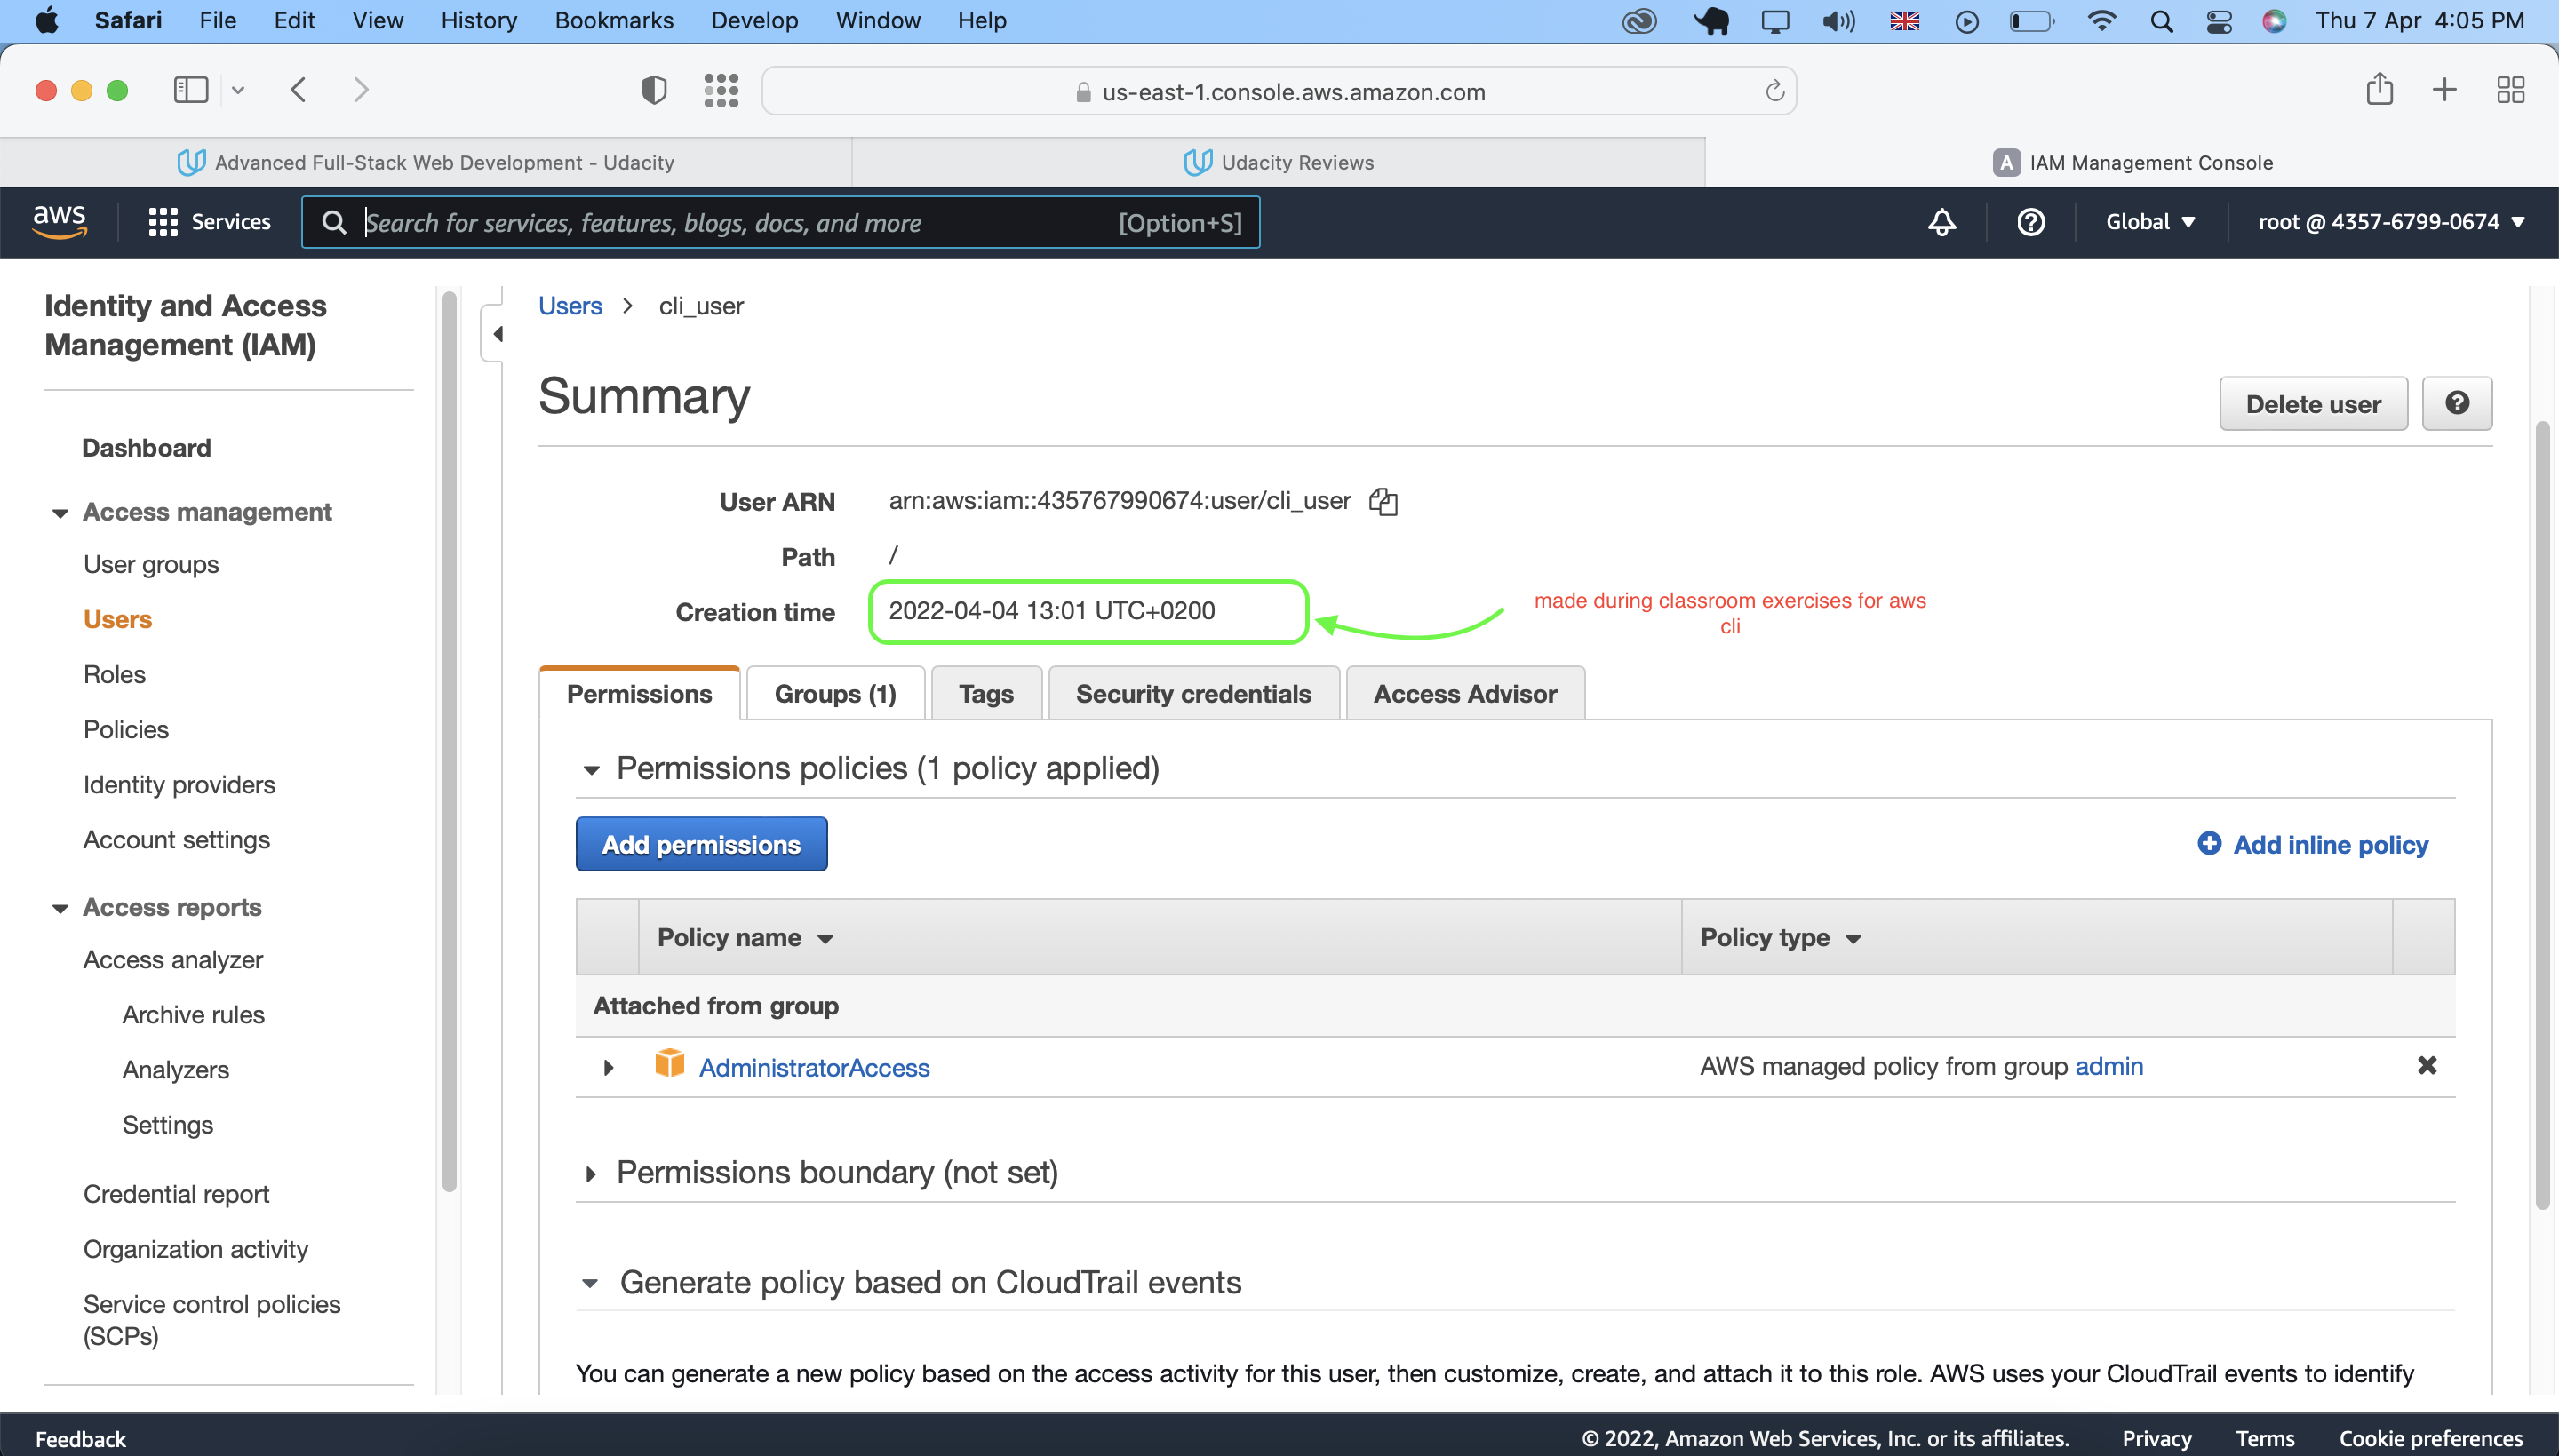 Safari File Edit View History Bookmarks Develop Window Help Thu 7 Apr 4:05 PM
us-east-1.console.aws.amazon.com
Advanced Full-Stack Web Development - Udacity
Udacity Reviews
A IAM Management Console
aws Services Search for services, features, blogs, docs, and more [Option+S] Global root @ 4357-6799-0674
Identity and Access
Management (IAM)
Dashboard
Access management
User groups
Users
Roles
Policies
Identity providers
Account settings
Access reports
Access analyzer
Archive rules
Analyzers
Settings
Credential report
Organization activity
Service control policies
(SCPs)
Users > cli_user
Summary
Delete user
User ARN arn:aws:iam::435767990674:user/cli_user
Path /
Creation time 2022-04-04 13:01 UTC+0200
made during classroom exercises for aws
cli
Permissions Groups (1) Tags Security credentials Access Advisor
Permissions policies (1 policy applied)
Add permissions
Add inline policy
Policy name Policy type
Attached from group
AdministratorAccess AWS managed policy from group admin
Permissions boundary (not set)
Generate policy based on CloudTrail events
You can generate a new policy based on the access activity for this user, then customize, create, and attach it to this role. AWS uses your CloudTrail events to identify
Feedback © 2022, Amazon Web Services, Inc. or its affiliates. Privacy Terms Cookie preferences